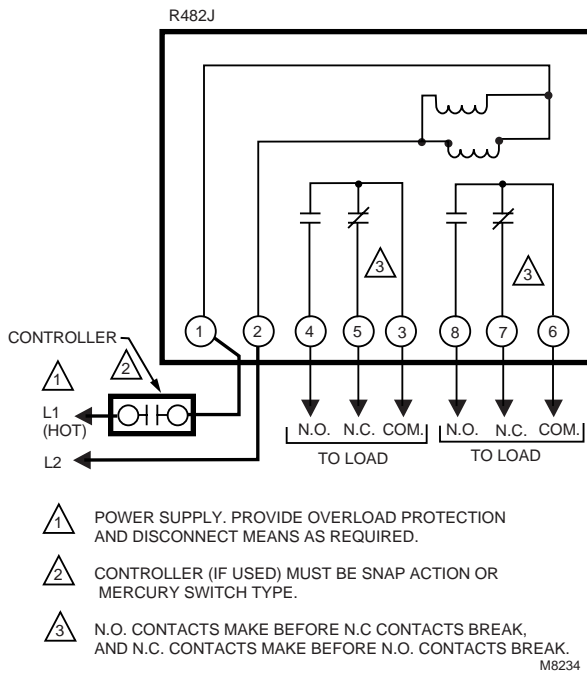 R482J
3
3
1 2 4 5 3 8 7 6
CONTROLLER
2
1
L1
(HOT)
L2
N.O. N.C. COM.
TO LOAD
N.O. N.C. COM.
TO LOAD
1 POWER SUPPLY. PROVIDE OVERLOAD PROTECTION
AND DISCONNECT MEANS AS REQUIRED.
2 CONTROLLER (IF USED) MUST BE SNAP ACTION OR
MERCURY SWITCH TYPE.
3 N.O. CONTACTS MAKE BEFORE N.C CONTACTS BREAK,
AND N.C. CONTACTS MAKE BEFORE N.O. CONTACTS BREAK.
M8234